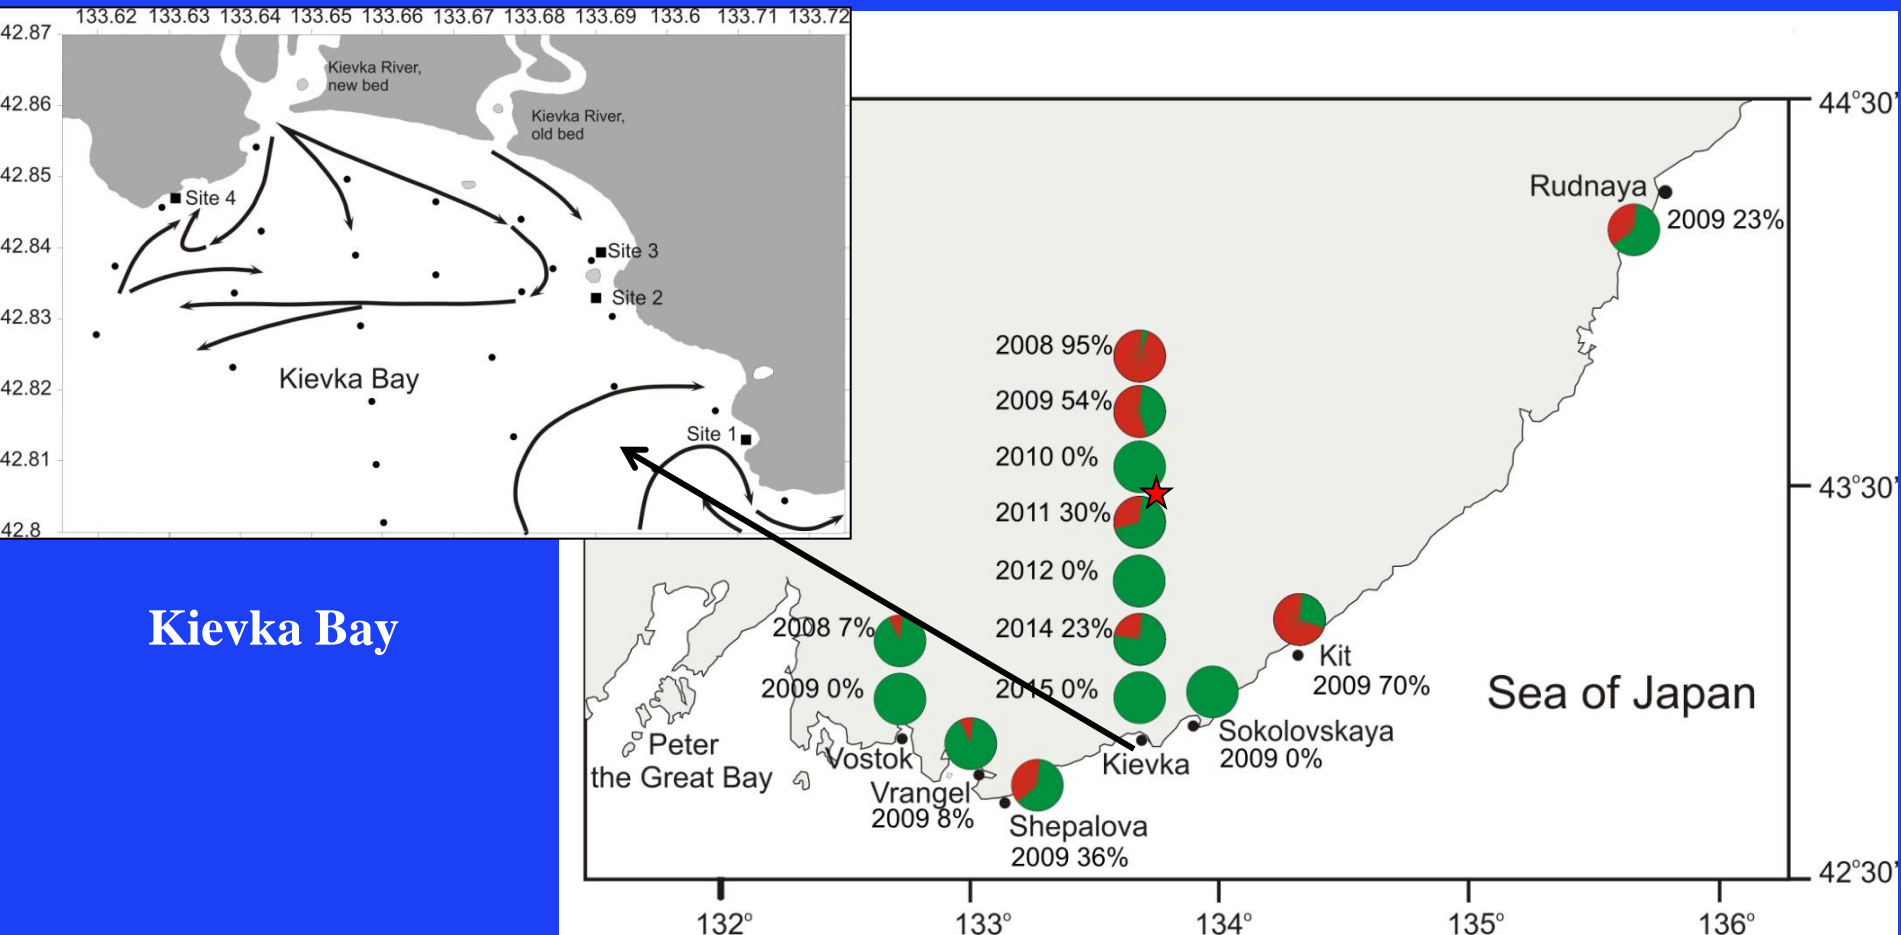 133.62 133.63 133.64 133.65 133.66 133.67 133.68 133.69 133.6 133.71 133.72
42.87
42.86
42.85
42.84
42.83
42.82
42.81
42.8
Kievka River,
new bed
Kievka River,
old bed
Site 4
Site 3
Site 2
Kievka Bay
Site 1
Kievka Bay
44°30'
43°30'
42°30'
Rudnaya
2009 23%
2008 95%
2009 54%
2010 0%
2011 30%
2012 0%
2014 23%
2015 0%
2008 7%
2009 0%
Kit
2009 70%
Sea of Japan
Sokolovskaya
2009 0%
Kievka
Peter
the Great Bay
Vostok
Vrangel
2009 8%
Shepalova
2009 36%
132° 133° 134° 135° 136°